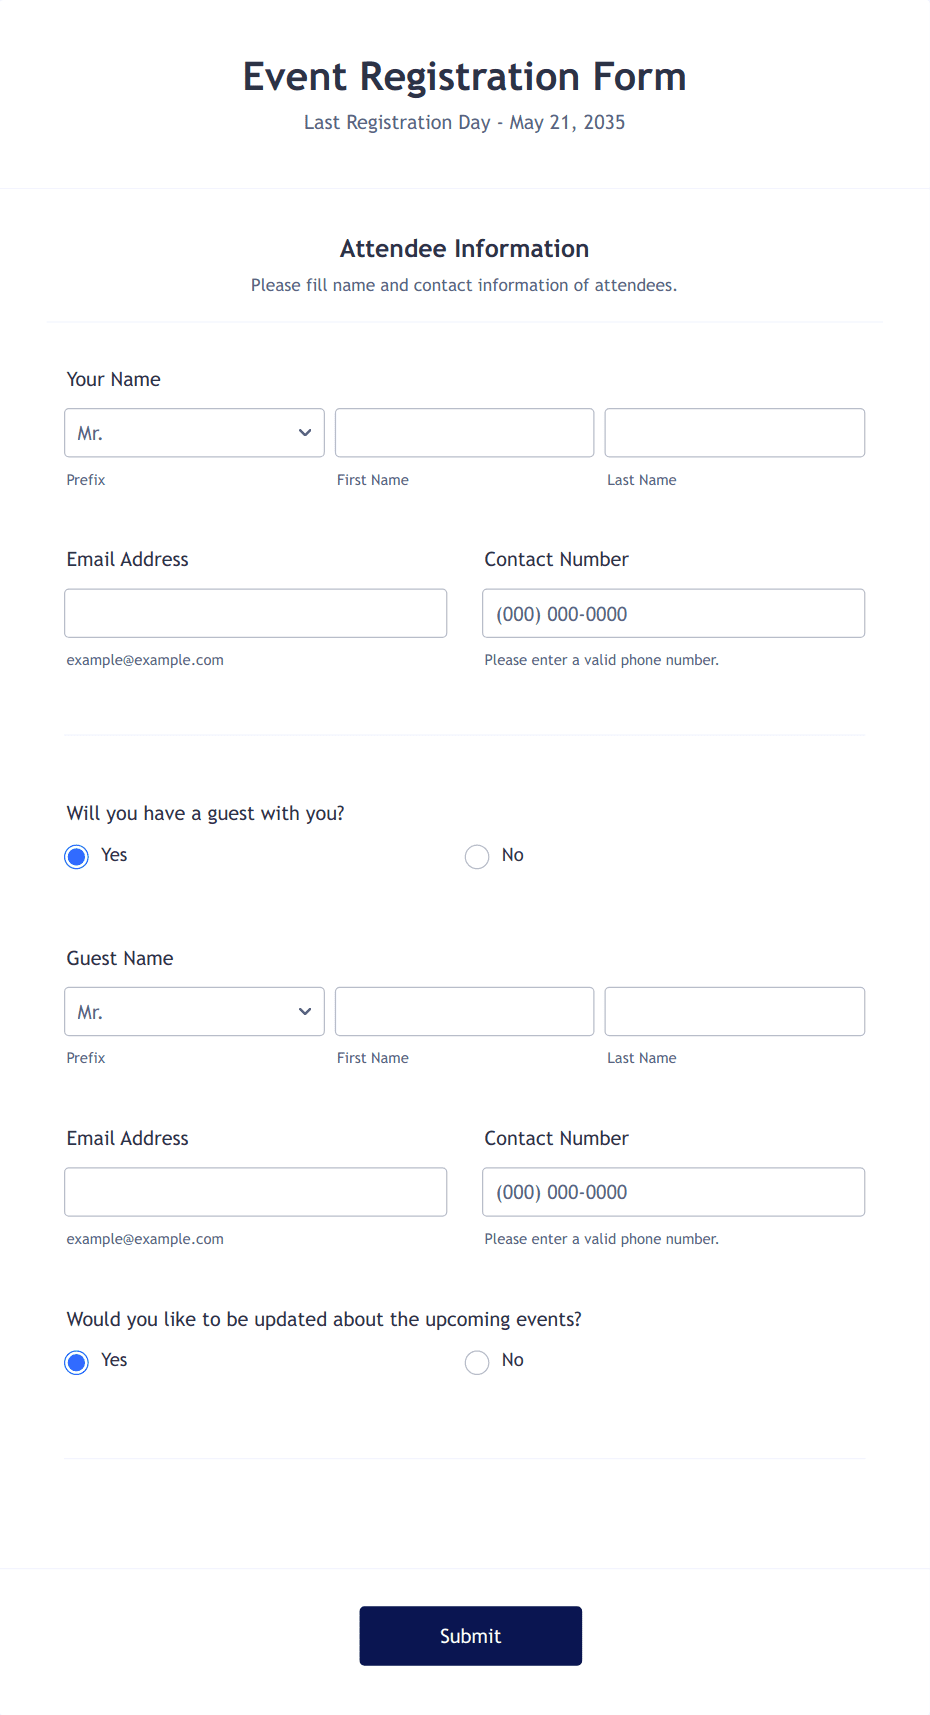 Event Registration Form
Last Registration Day - May 21, 2035
Attendee Information
Please fill name and contact information of attendees.
Your Name
Mr.
Prefix First Name Last Name
Email Address Contact Number
(000) 000-0000
example@example.com Please enter a valid phone number.
Will you have a guest with you?
Yes No
Guest Name
Mr.
Prefix First Name Last Name
Email Address Contact Number
(000) 000-0000
example@example.com Please enter a valid phone number.
Would you like to be updated about the upcoming events?
Yes No
Submit